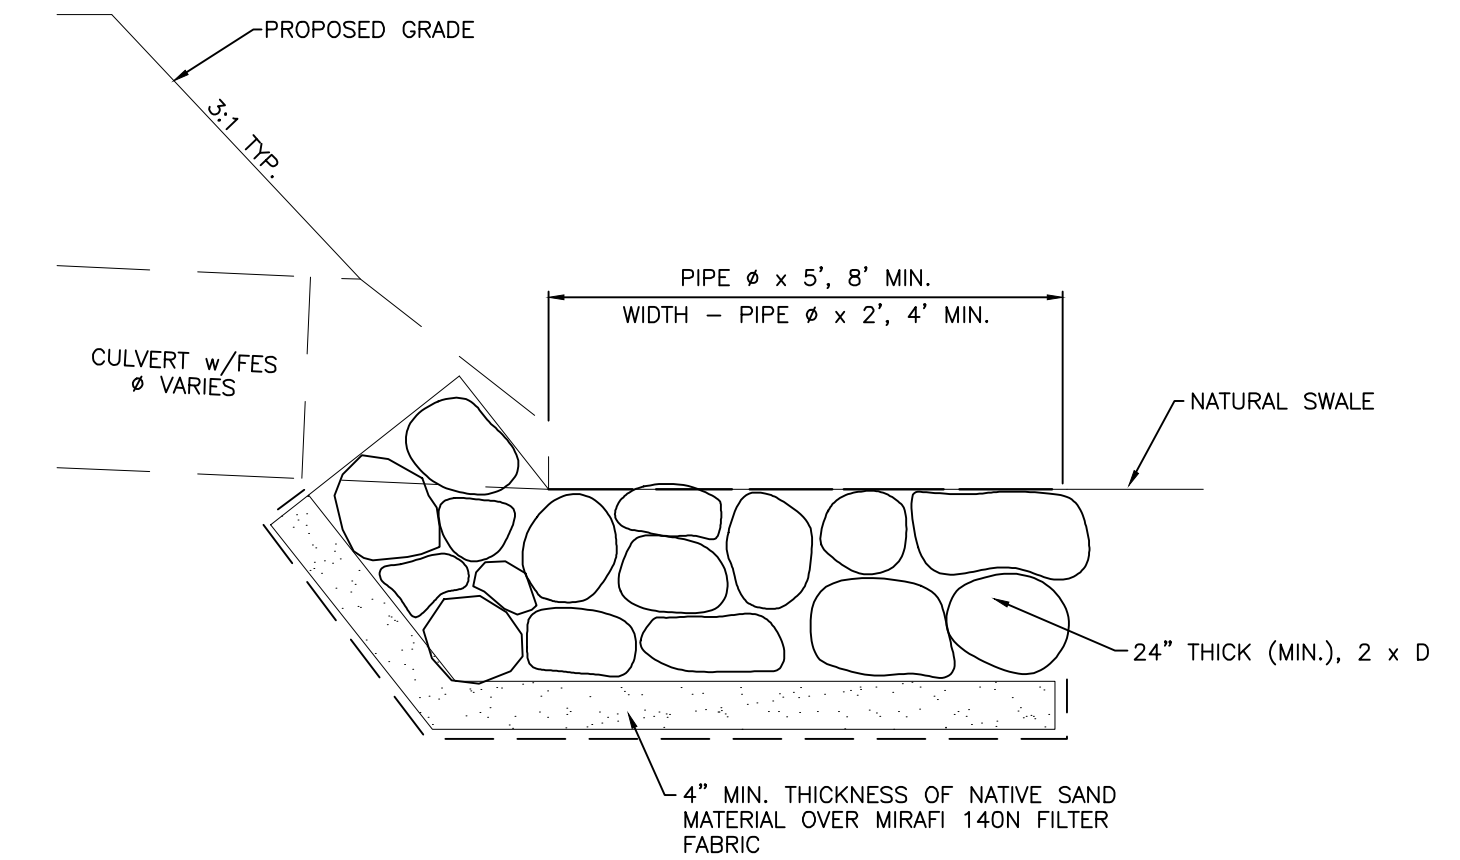 PROPOSED GRADE
3:1 TYP.
PIPE ø x 5', 8' MIN.
WIDTH – PIPE ø x 2', 4' MIN.
CULVERT w/FES
ø VARIES
NATURAL SWALE
24" THICK (MIN.), 2 x D
4" MIN. THICKNESS OF NATIVE SAND
MATERIAL OVER MIRAFI 140N FILTER
FABRIC